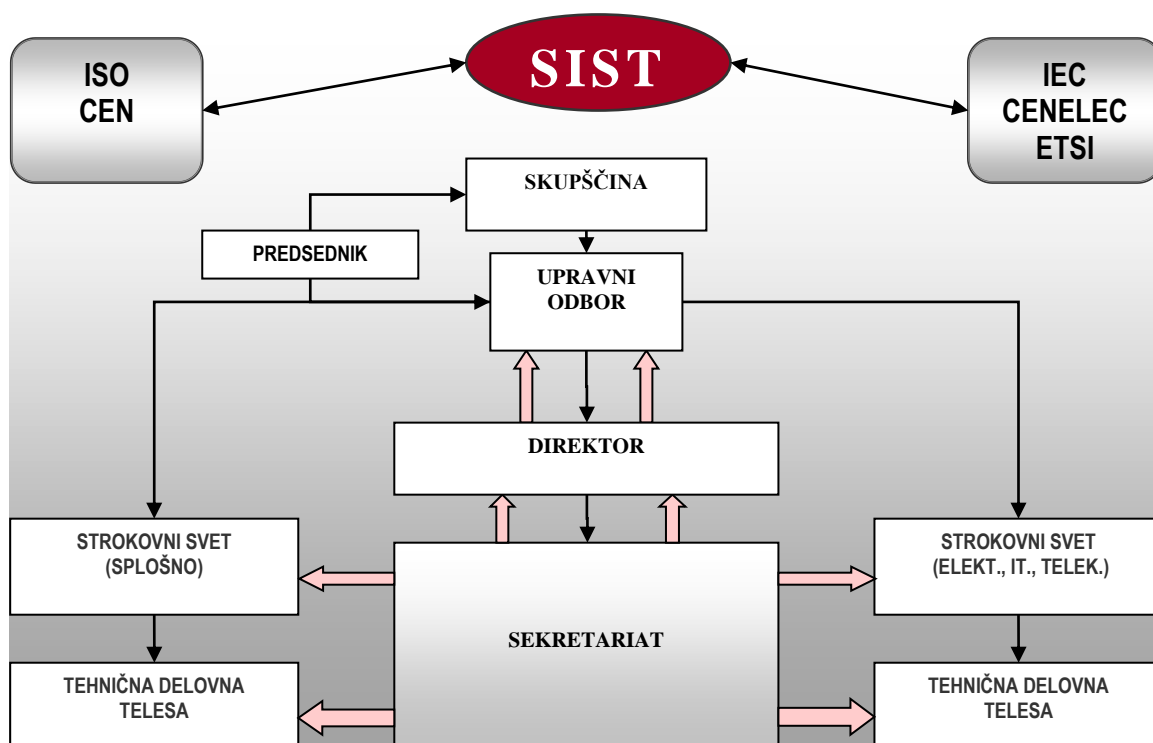 ISO
CEN
SIST
IEC
CENELEC
ETSI
SKUPŠČINA
PREDSEDNIK
UPRAVNI
ODBOR
DIREKTOR
STROKOVNI SVET
(SPLOŠNO)
STROKOVNI SVET
(ELEKT., IT., TELEK.)
SEKRETARIAT
TEHNIČNA DELOVNA
TELESA
TEHNIČNA DELOVNA
TELESA